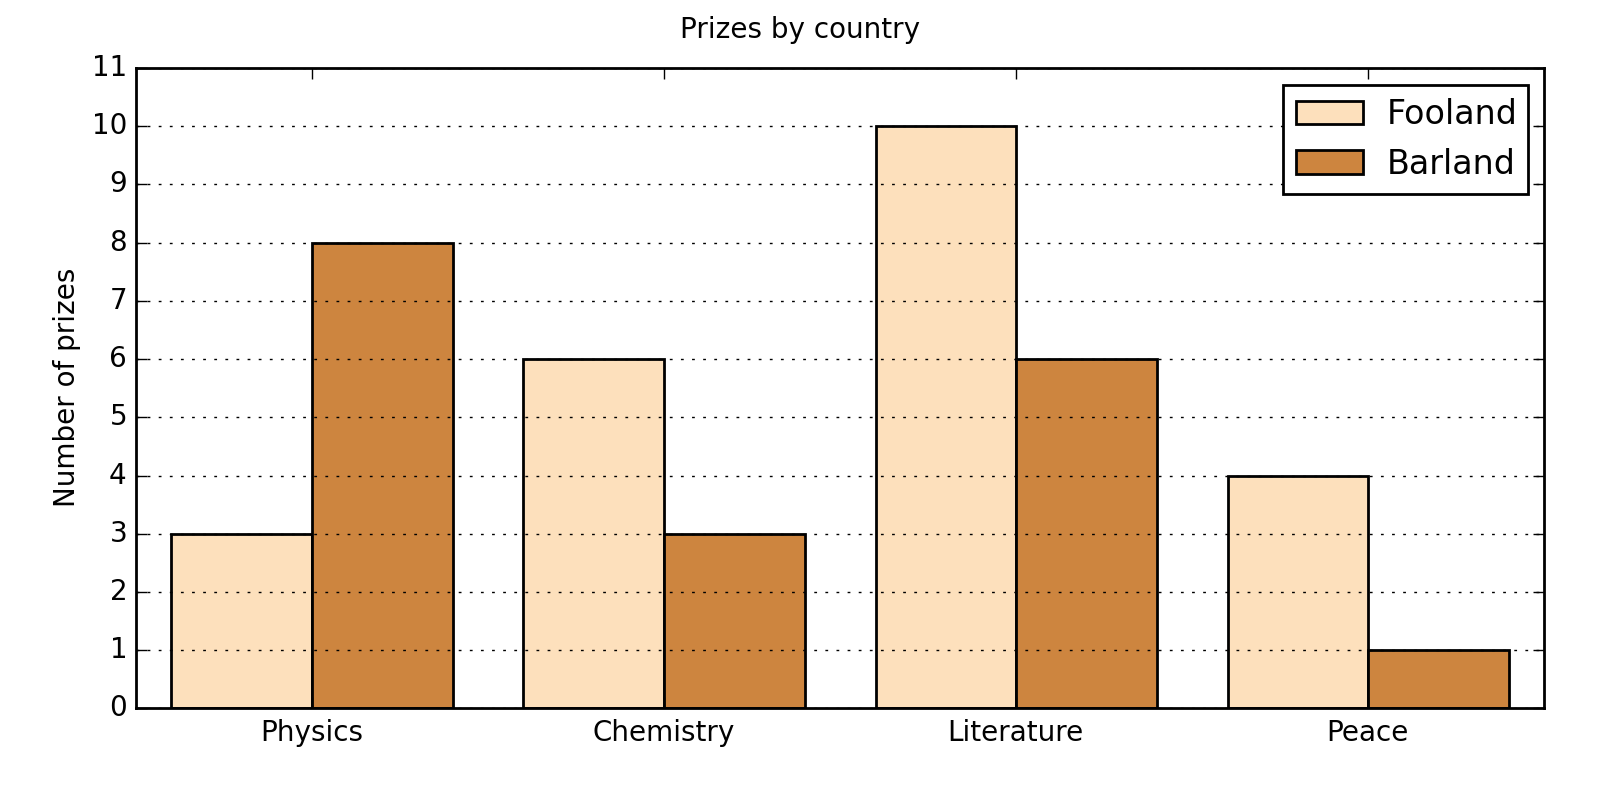 Prizes by country
11
10
9
8
7
6
5
4
3
2
1
0
Number of prizes
Fooland
Barland
Physics Chemistry Literature Peace